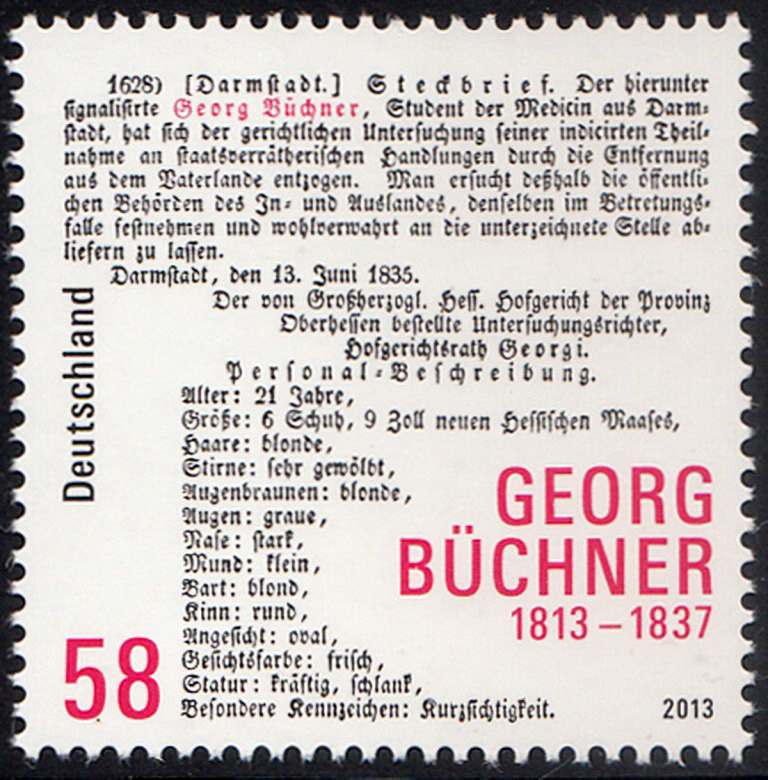 1628) [Darmſtadt.] Steckbrief. Der hierunter
ſignaliſirte Georg Büchner, Student der Medicin aus Darm⸗
ſtadt, hat ſich der gerichtlichen Unterſuchung ſeiner indicirten Theil⸗
nahme an ſtaatsverrätheriſchen Handlungen durch die Entfernung
aus dem Vaterlande entzogen. Man erſucht deßhalb die öffentli⸗
chen Behörden des In⸗ und Auslandes, denſelben im Betretungs⸗
falle feſtnehmen und wohlverwahrt an die unterzeichnete Stelle ab⸗
liefern zu laſſen.
Darmſtadt, den 13. Juni 1835.
Der von Großherzogl. Heſſ. Hofgericht der Provinz
Oberheſſen beſtellte Unterſuchungsrichter,
Hofgerichtsrath Georgi.
Perſonal⸗Beſchreibung.
Alter: 21 Jahre,
Größe: 6 Schuh, 9 Zoll neuen Heſſiſchen Maaſes,
Haare: blonde,
Stirne: ſehr gewölbt,
Augenbraunen: blonde,
Augen: graue,
Naſe: ſtark,
Mund: klein,
Bart: blond,
Kinn: rund,
Angeſicht: oval,
Geſichtsfarbe: friſch,
Statur: kräftig, ſchlank,
Beſondere Kennzeichen: Kurzſichtigkeit.
Deutschland
58
GEORG
BÜCHNER
1813 – 1837
2013